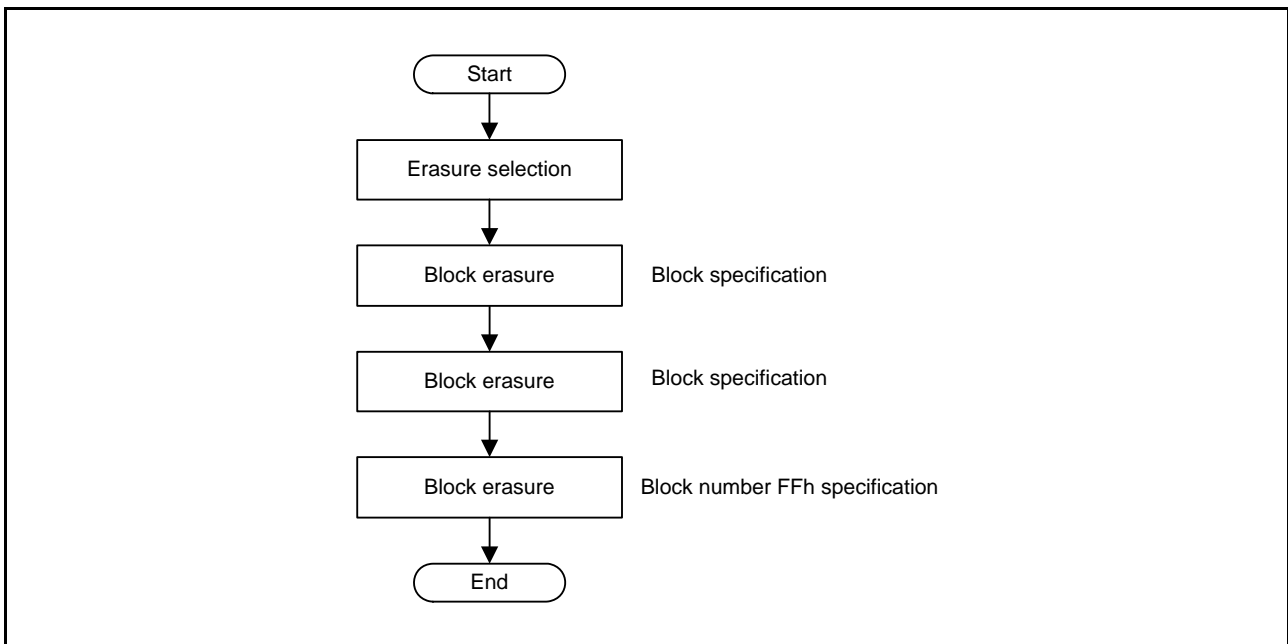 Start
Erasure selection
Block erasure
Block specification
Block erasure
Block specification
Block erasure
Block number FFh specification
End